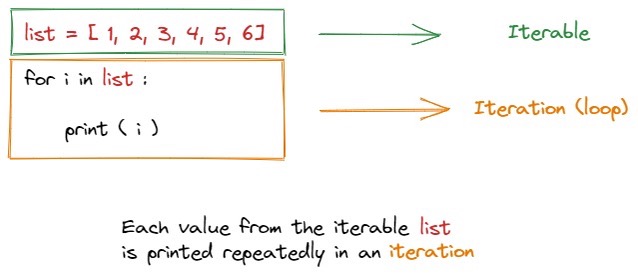 list = [ 1, 2, 3, 4, 5, 6]
Iterable
for i in list :
print ( i )
Iteration (loop)
Each value from the iterable list
is printed repeatedly in an iteration